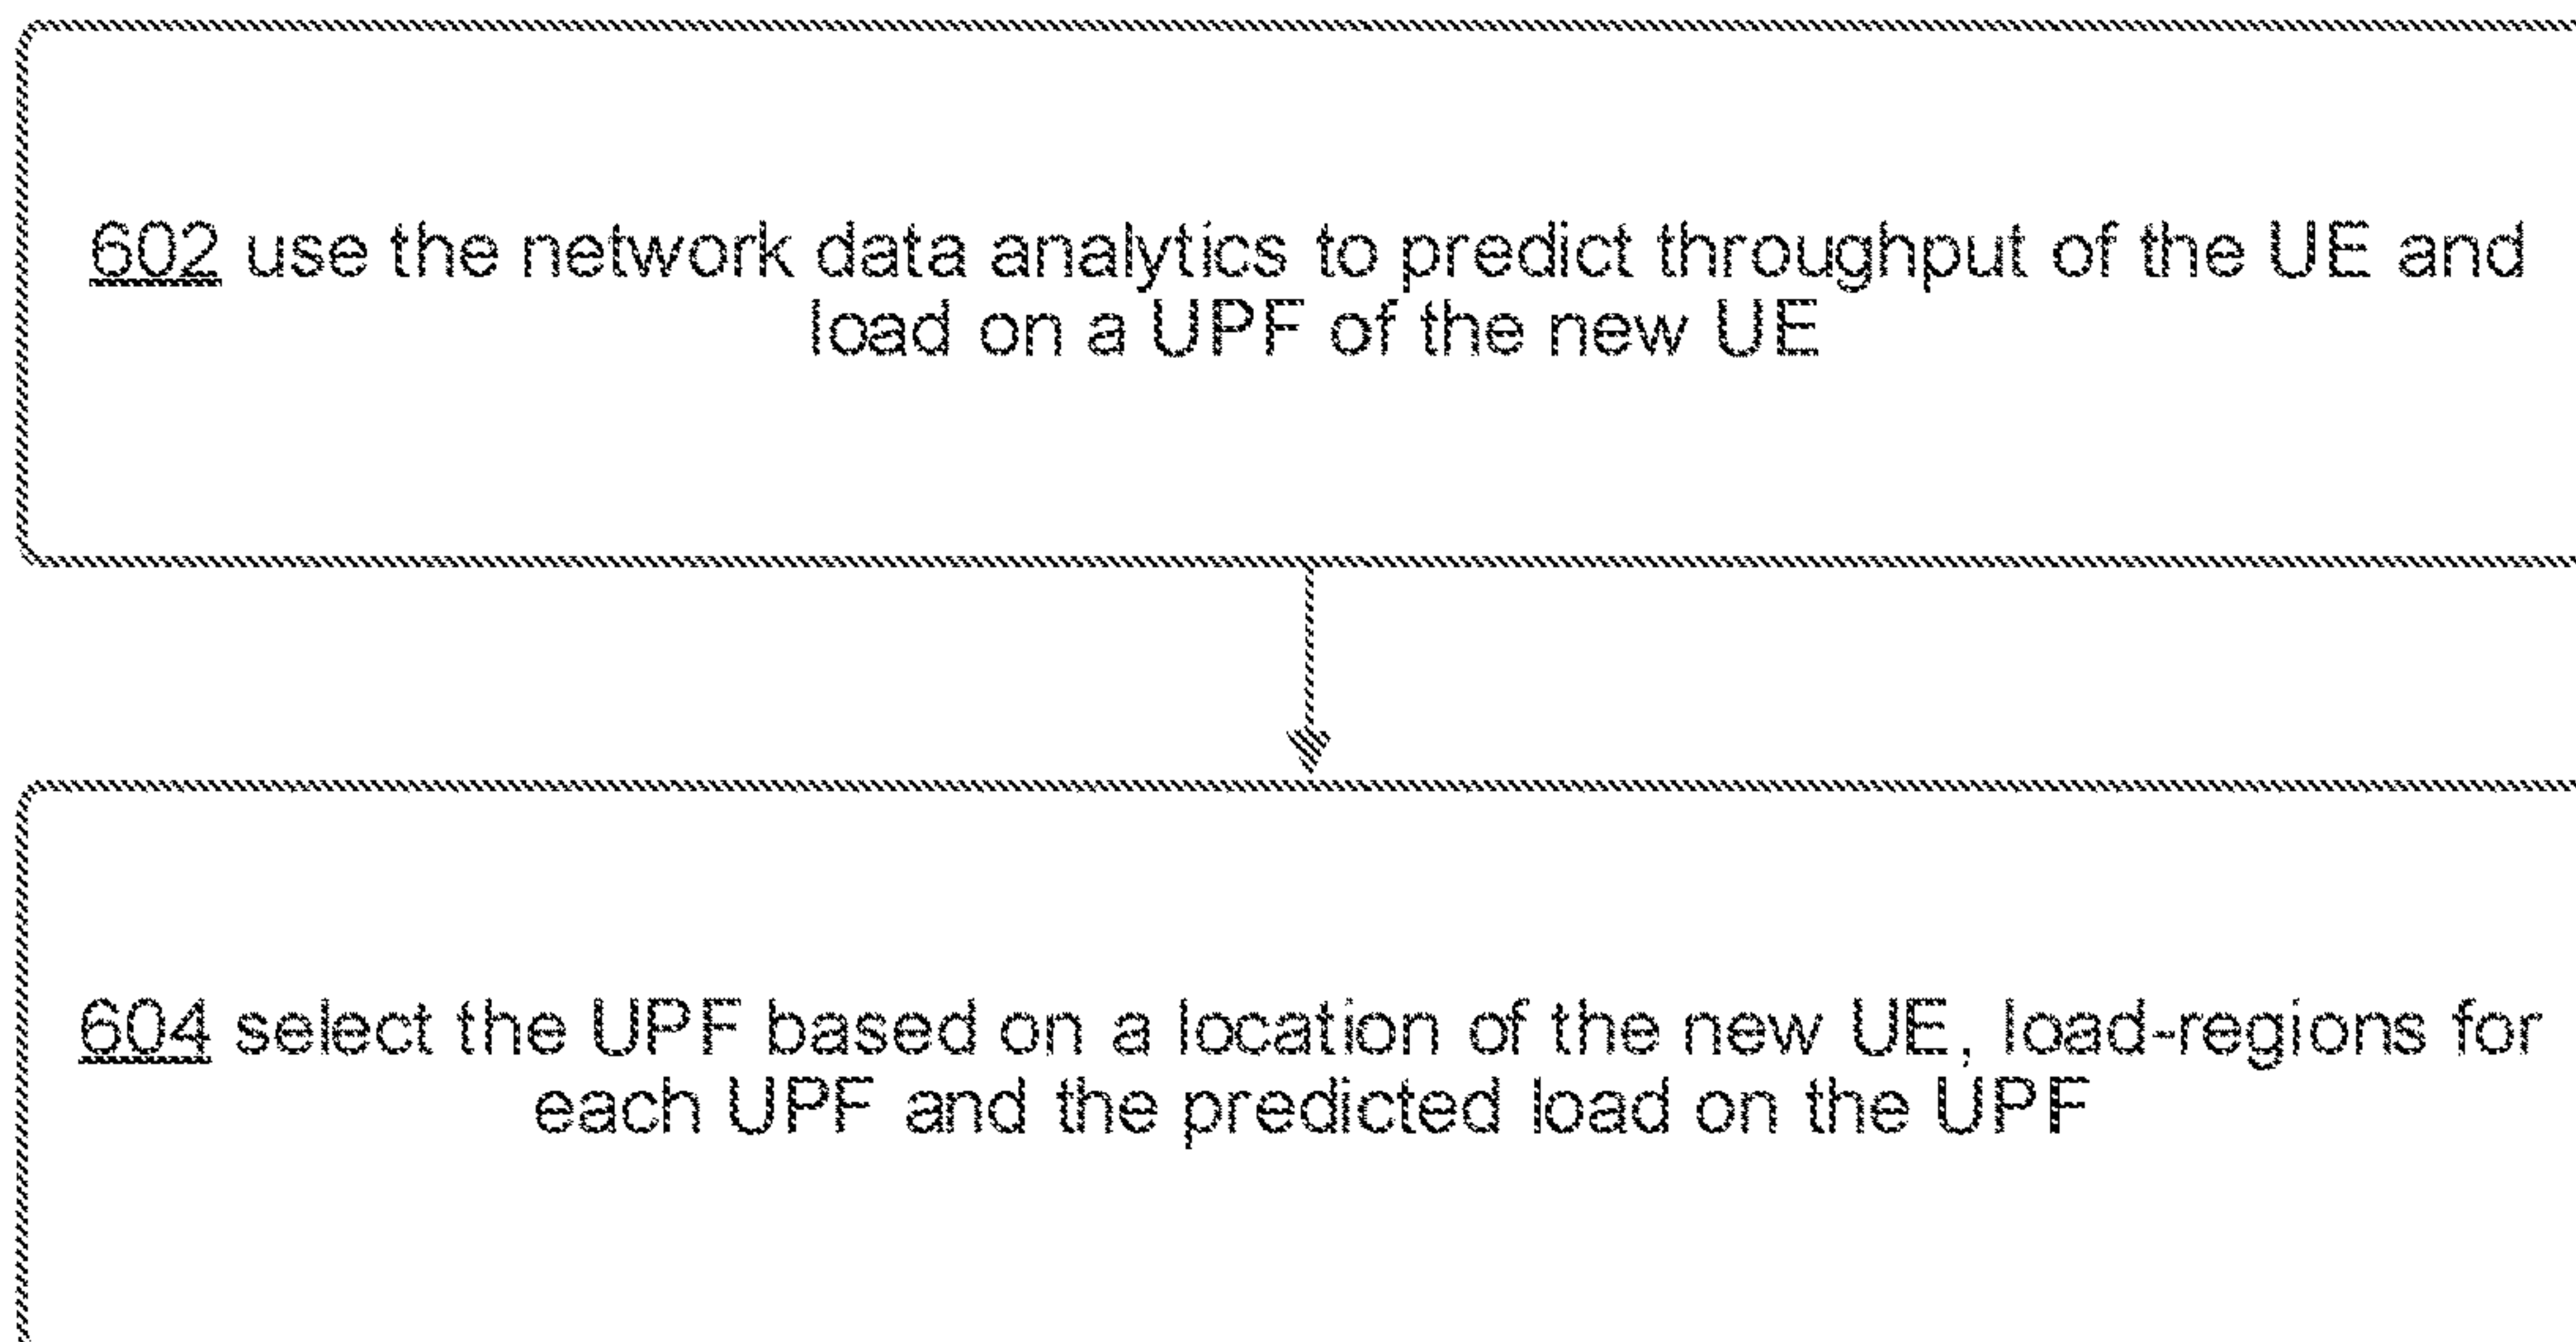 602 use the network data analytics to predict throughput of the UE and
load on a UPF of the new UE
604 select the UPF based on a location of the new UE, load-regions for
each UPF and the predicted load on the UPF